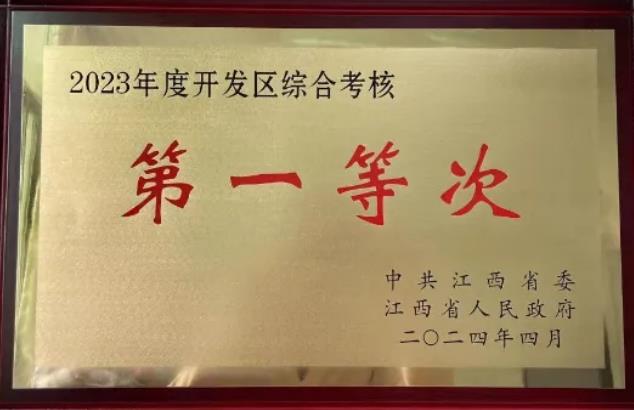 2023年度开发区综合考核
第一等次
中共江西省委
江西省人民政府
二〇二四年四月